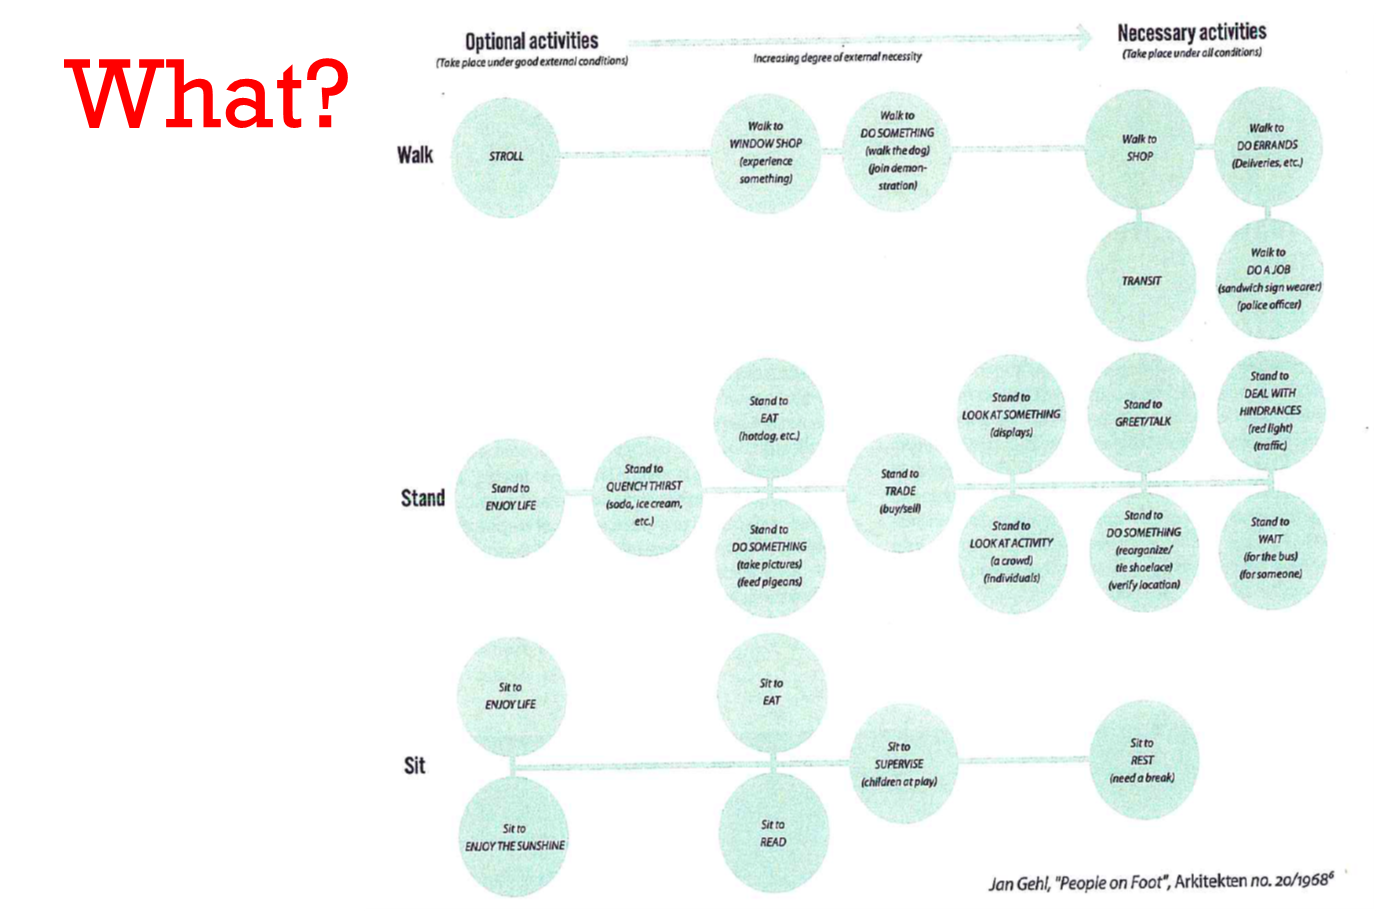 What?
Optional activities
(Take place under good external conditions)
Increasing degree of external necessity
Necessary activities
(Take place under all conditions)
Walk
STROLL
Walk to
WINDOW SHOP
(experience
something)
Walk to
DO SOMETHING
(walk the dog)
(join demon-
stration)
Walk to
SHOP
Walk to
DO ERRANDS
(Deliveries, etc.)
TRANSIT
Walk to
DO A JOB
(sandwich sign wearer)
(police officer)
Stand
Stand to
ENJOY LIFE
Stand to
QUENCH THIRST
(soda, ice cream,
etc.)
Stand to
EAT
(hotdog, etc.)
Stand to
DO SOMETHING
(take pictures)
(feed pigeons)
Stand to
TRADE
(buy/sell)
Stand to
LOOK AT SOMETHING
(displays)
Stand to
LOOK AT ACTIVITY
(a crowd)
(individuals)
Stand to
GREET/TALK
Stand to
DO SOMETHING
(reorganize/
tie shoelace)
(verify location)
Stand to
DEAL WITH
HINDRANCES
(red light)
(traffic)
Stand to
WAIT
(for the bus)
(for someone)
Sit
Sit to
ENJOY LIFE
Sit to
ENJOY THE SUNSHINE
Sit to
EAT
Sit to
READ
Sit to
SUPERVISE
(children at play)
Sit to
REST
(need a break)
Jan Gehl, "People on Foot", Arkitekten no. 20/1968⁶